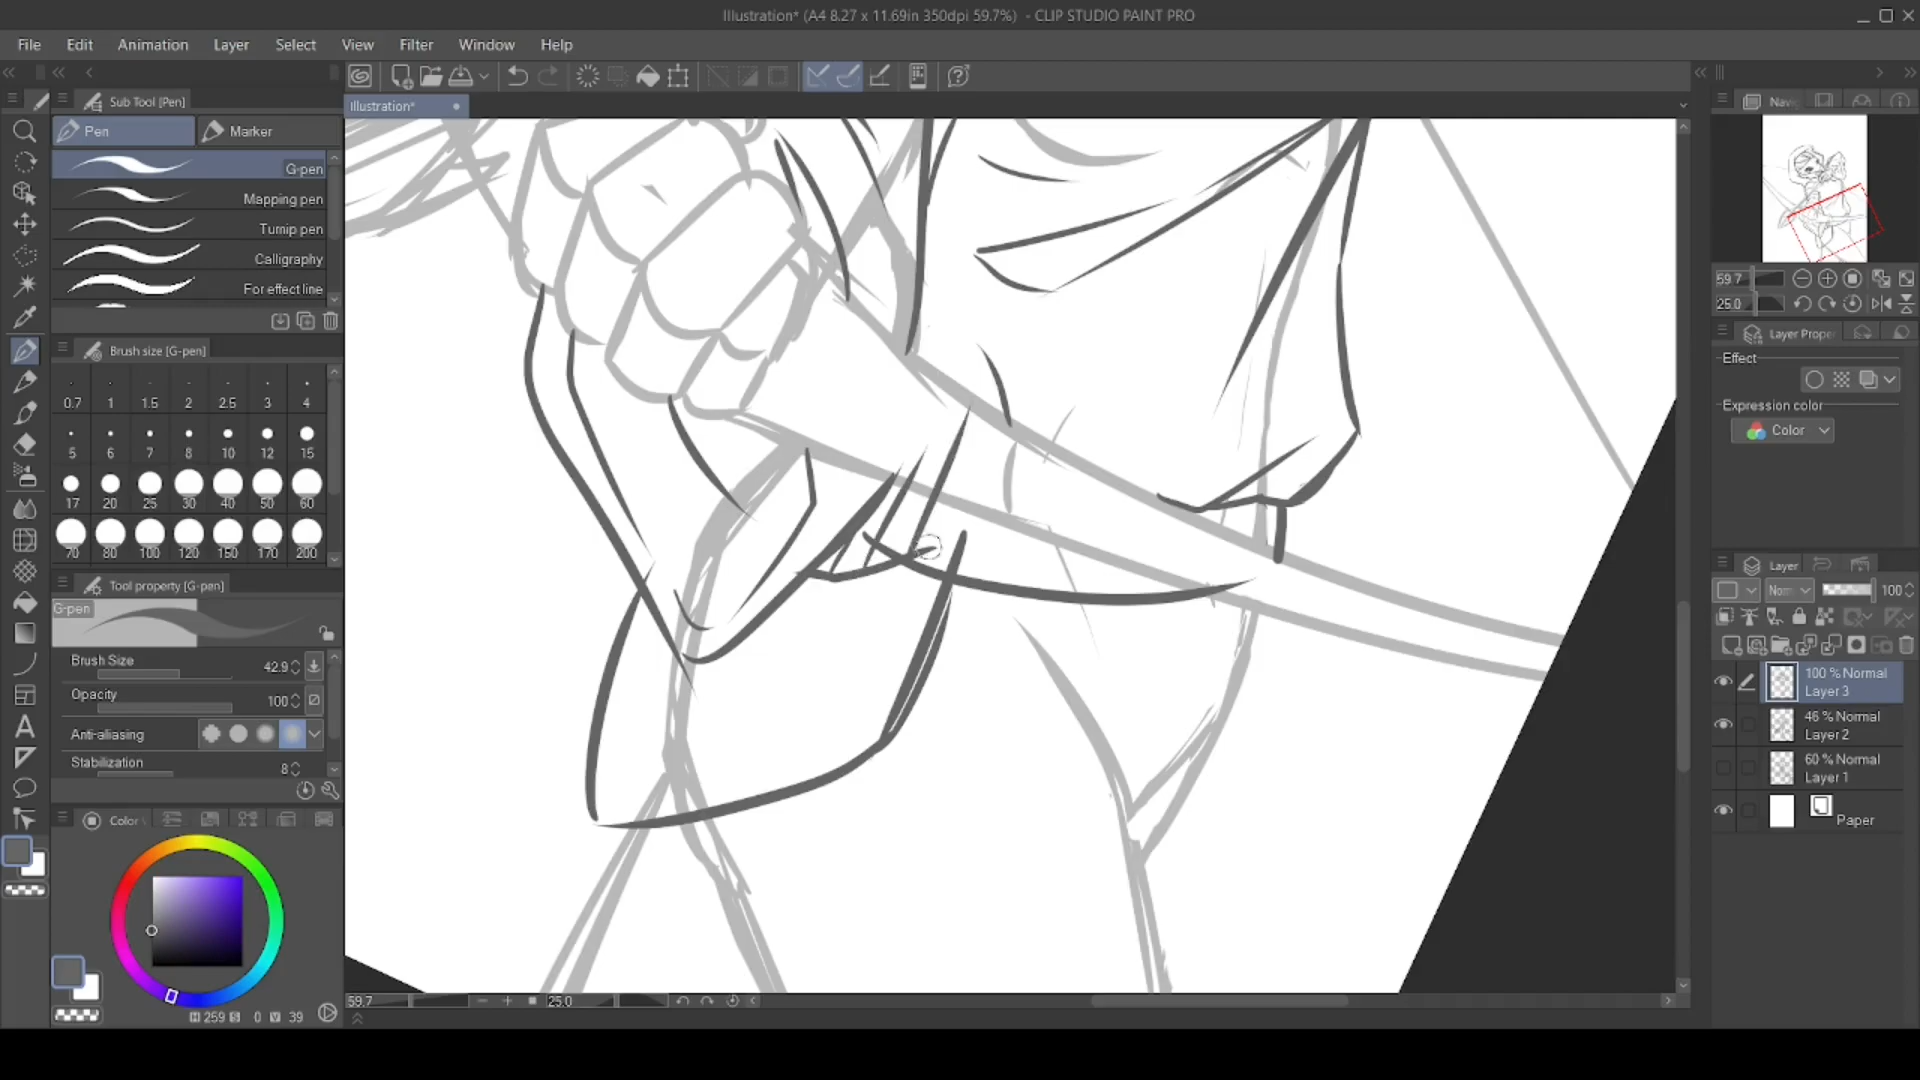 Illustration* (A4 8.27 x 11.69in 350dpi 59.7%) - CLIP STUDIO PAINT PRO
File Edit Animation Layer Select View Filter Window Help
Sub Tool [Pen]
Illustration*
Pen Marker
G-pen
Mapping pen
Turnip pen
Calligraphy
For effect line
Brush size [G-pen]
0.7 1 1.5 2 2.5 3 4
5 6 7 8 10 12 15
17 20 25 30 40 50 60
70 80 100 120 150 170 200
Tool property [G-pen]
G-pen
Brush Size 42.9
Opacity 100
Anti-aliasing
Stabilization 8
Color
259 S 0 V 39
59.7 25.0
Navi
59.7
25.0
Layer Prope
Effect
Expression color
Color
Layer
Norm 100
100 % Normal
Layer 3
46 % Normal
Layer 2
60 % Normal
Layer 1
Paper